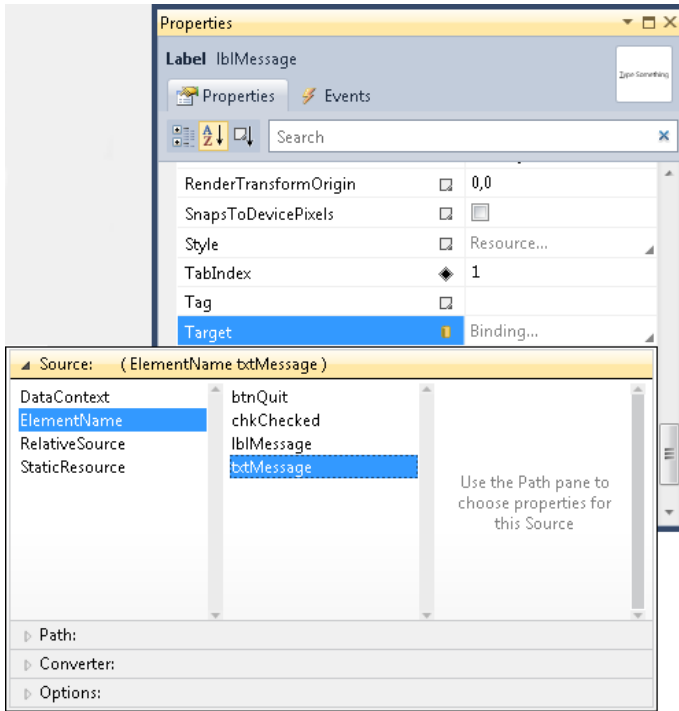 Properties
Label lblMessage
Type Something
Properties Events
Search
RenderTransformOrigin 0,0
SnapsToDevicePixels
Style Resource...
TabIndex 1
Tag
Target Binding...
Source: ( ElementName txtMessage )
DataContext btnQuit
ElementName chkChecked
RelativeSource lblMessage
StaticResource txtMessage
Use the Path pane to
choose properties for
this Source
Path:
Converter:
Options: